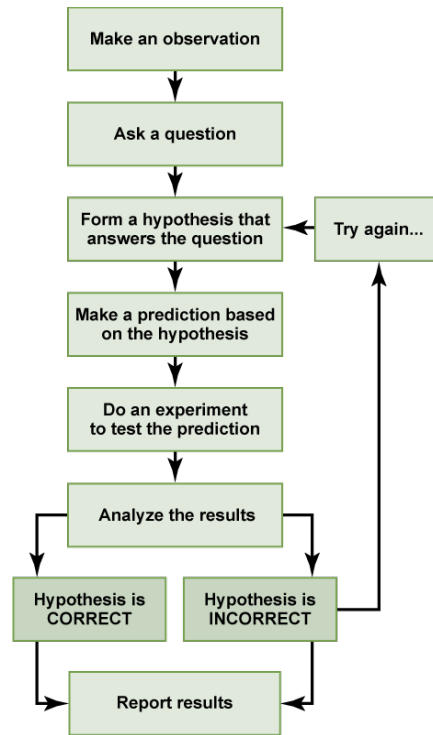 Make an observation
Ask a question
Form a hypothesis that
answers the question
Try again...
Make a prediction based
on the hypothesis
Do an experiment
to test the prediction
Analyze the results
Hypothesis is
CORRECT
Hypothesis is
INCORRECT
Report results